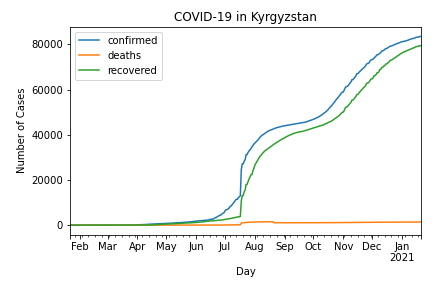 COVID-19 in Kyrgyzstan
confirmed
deaths
recovered
Number of Cases
80000
60000
40000
20000
0
Feb Mar Apr May Jun Jul Aug Sep Oct Nov Dec Jan
2021
Day